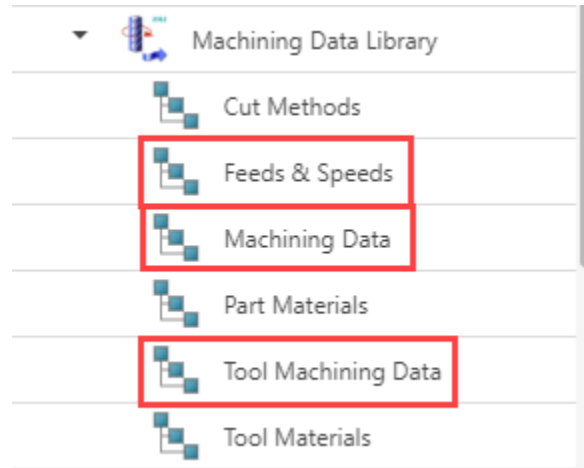 Machining Data Library
Cut Methods
Feeds & Speeds
Machining Data
Part Materials
Tool Machining Data
Tool Materials